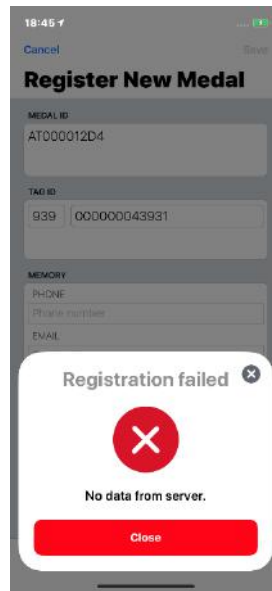 18:45
Cancel Save
Register New Medal
MEDAL ID
AT000012D4
TAG ID
939 000000043931
MEMORY
PHONE
Phone number
EMAIL
Registration failed
No data from server.
Close